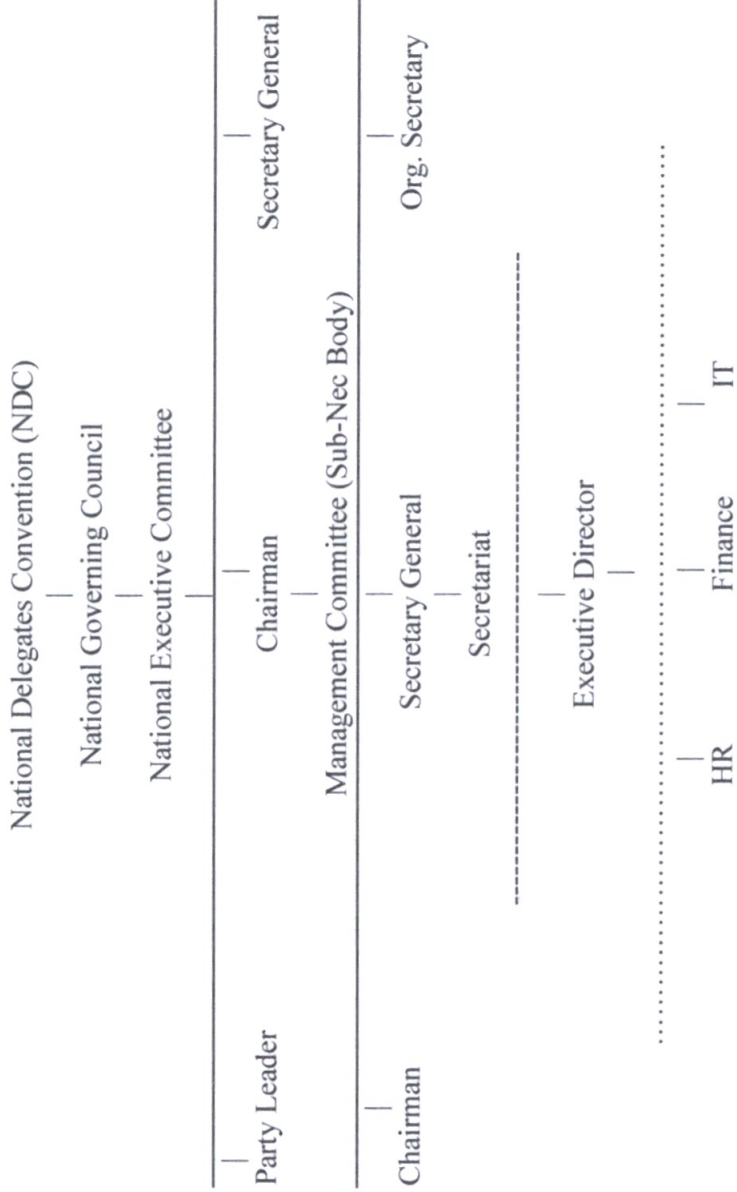 National Delegates Convention (NDC)
National Governing Council
National Executive Committee
Party Leader Chairman Secretary General
Management Committee (Sub-Nec Body)
Chairman Secretary General Org. Secretary
Secretariat
Executive Director
HR Finance IT